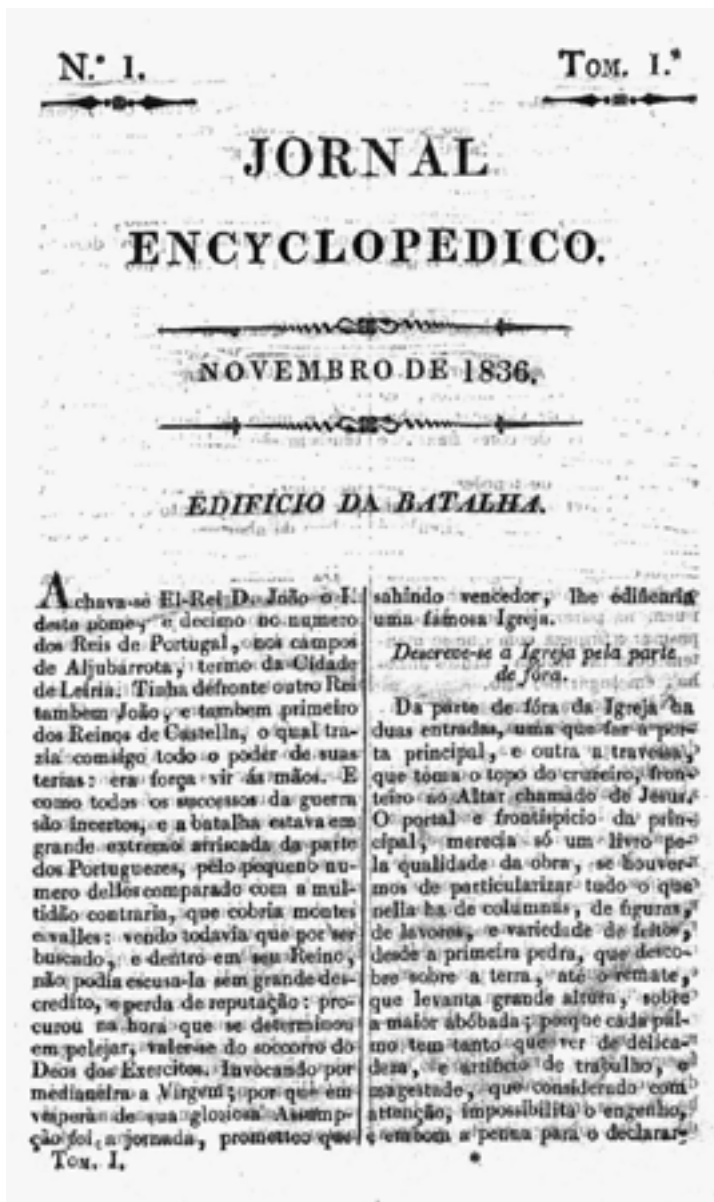 N.º 1.
Tom. I.º
JORNAL
ENCYCLOPEDICO.
NOVEMBRO DE 1836.
EDIFICIO DA BATALHA.
Achava-se El-Rei D. João o I.
deste nome, e decimo no numero
dos Reis de Portugal, nos campos
de Aljubarrota, termo da Cidade
de Leiria. Tinha defronte outro Rei
tambem João, e tambem primeiro
dos Reinos de Castella, o qual tra-
zia comsigo todo o poder de suas
terras: era força vir ás mãos. E
como todos os successos da guerra
são incertos, e a batalha estava em
grande extremo arriscada da parte
dos Portuguezes, pelo pequeno nu-
mero delles comparado com a mul-
tidão contraria, que cobria montes
e valles: vendo todavia que por ser
buscado, e dentro em seu Reino,
não podia escusa-la sem grande des-
credito, e perda de reputação: pro-
curou na hora que se determinou
em pelejar, valer-se do soccorro do
Deos dos Exercitos. Invocando por
medianeira a Virgem; por que em
vespera de sua gloriosa Assump-
ção foi a jornada, prometteo que
sahindo vencedor, lhe edificaria
uma famosa Igreja.
Descreve-se a Igreja pela parte
de fóra.
Da parte de fóra da Igreja ha
duas entradas, uma que faz a por-
ta principal, e outra a travessa,
que toma o topo do cruzeiro, fron-
teiro ao Altar chamado de Jesus.
O portal e frontispicio da prin-
cipal, merecia só um livro pe-
la qualidade da obra, se houver-
mos de particularizar tudo o que
nella ha de columnas, de figuras,
de lavores, e variedade de feitos,
desde a primeira pedra, que desco-
bre sobre a terra, até o remate,
que levanta grande altura, sobre
a maior abóbada; porque cada pal-
mo tem tanto que ver de delica-
deza, e artificio de trabalho, e
magestade, que considerado com
attenção, impossibilita o engenho,
e embota a penna para o declarar-
Tom. I.
*